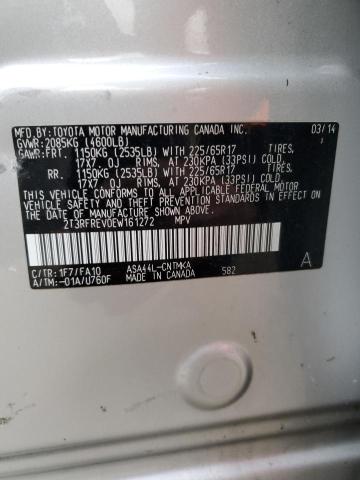 MFD. BY: TOYOTA MOTOR MANUFACTURING CANADA INC. 03/14
GVWR: 2085KG (4600LB)
GAWR: FRT. 1150KG (2535LB) WITH 225/65R17 TIRES,
17X7.0J RIMS, AT 230KPA (33PSI) COLD.
RR. 1150KG (2535LB) WITH 225/65R17 TIRES,
17X7.0J RIMS, AT 230KPA (33PSI) COLD.
THIS VEHICLE CONFORMS TO ALL APPLICABLE FEDERAL MOTOR
VEHICLE SAFETY, BUMPER, AND THEFT PREVENTION STANDARDS IN
EFFECT ON THE DATE OF MANUFACTURE SHOWN ABOVE.
2T3RFREV0EW161272 MPV
C/TR: 1F7/FA10 ASA44L-CNTMKA 582
A/TM: -01A/U760F MADE IN CANADA
A